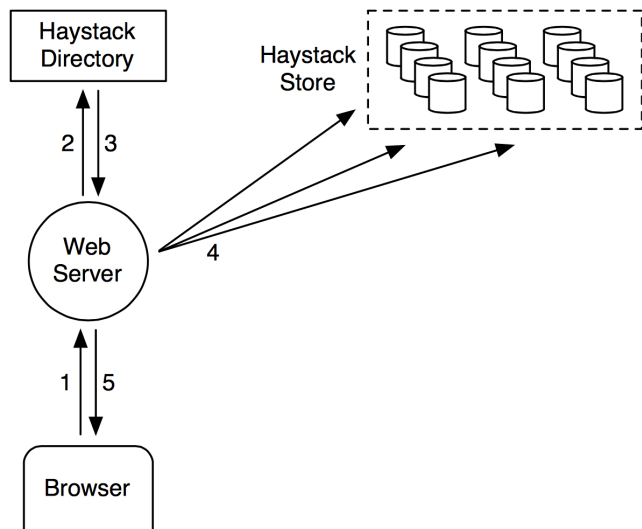 Haystack
Directory
Haystack
Store
2
3
Web
Server
4
1
5
Browser